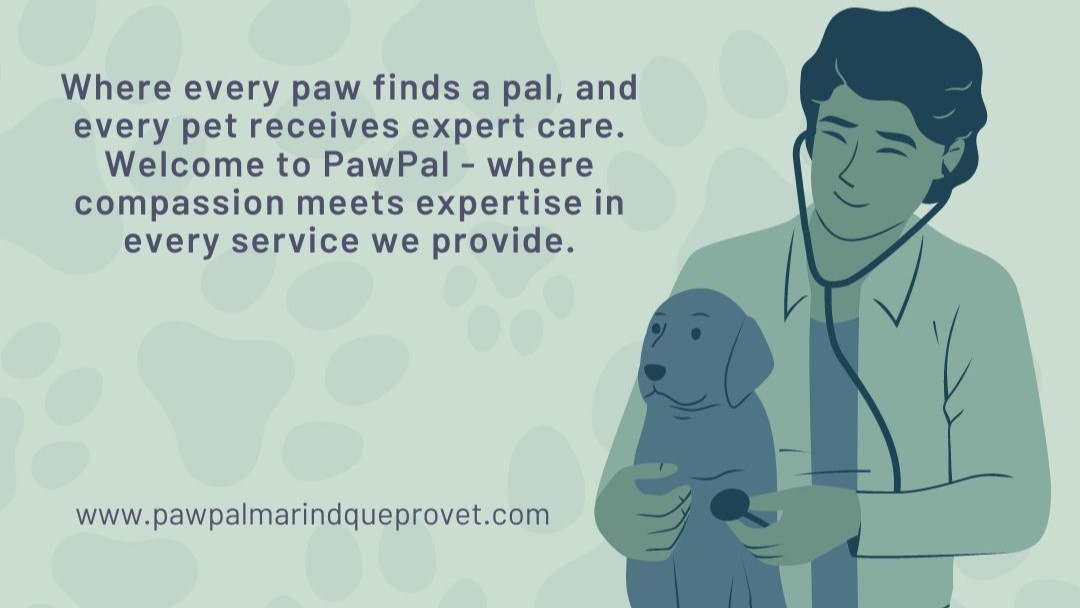 Where every paw finds a pal, and
every pet receives expert care.
Welcome to PawPal - where
compassion meets expertise in
every service we provide.
www.pawpalmarindqueprovet.com